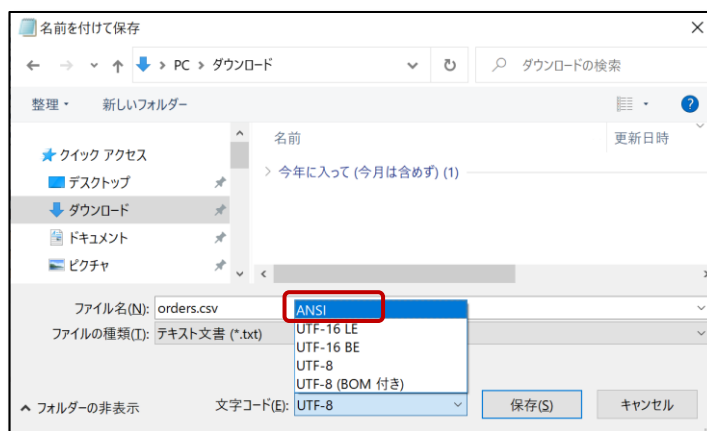 名前を付けて保存
PC > ダウンロード
ダウンロードの検索
整理
新しいフォルダー
名前
更新日時
クイック アクセス
今年に入って (今月は含めず) (1)
デスクトップ
ダウンロード
ドキュメント
ピクチャ
ファイル名(N): orders.csv
ファイルの種類(T): テキスト文書 (*.txt)
ANSI
UTF-16 LE
UTF-16 BE
UTF-8
UTF-8 (BOM 付き)
フォルダーの非表示
文字コード(E): UTF-8
保存(S)
キャンセル